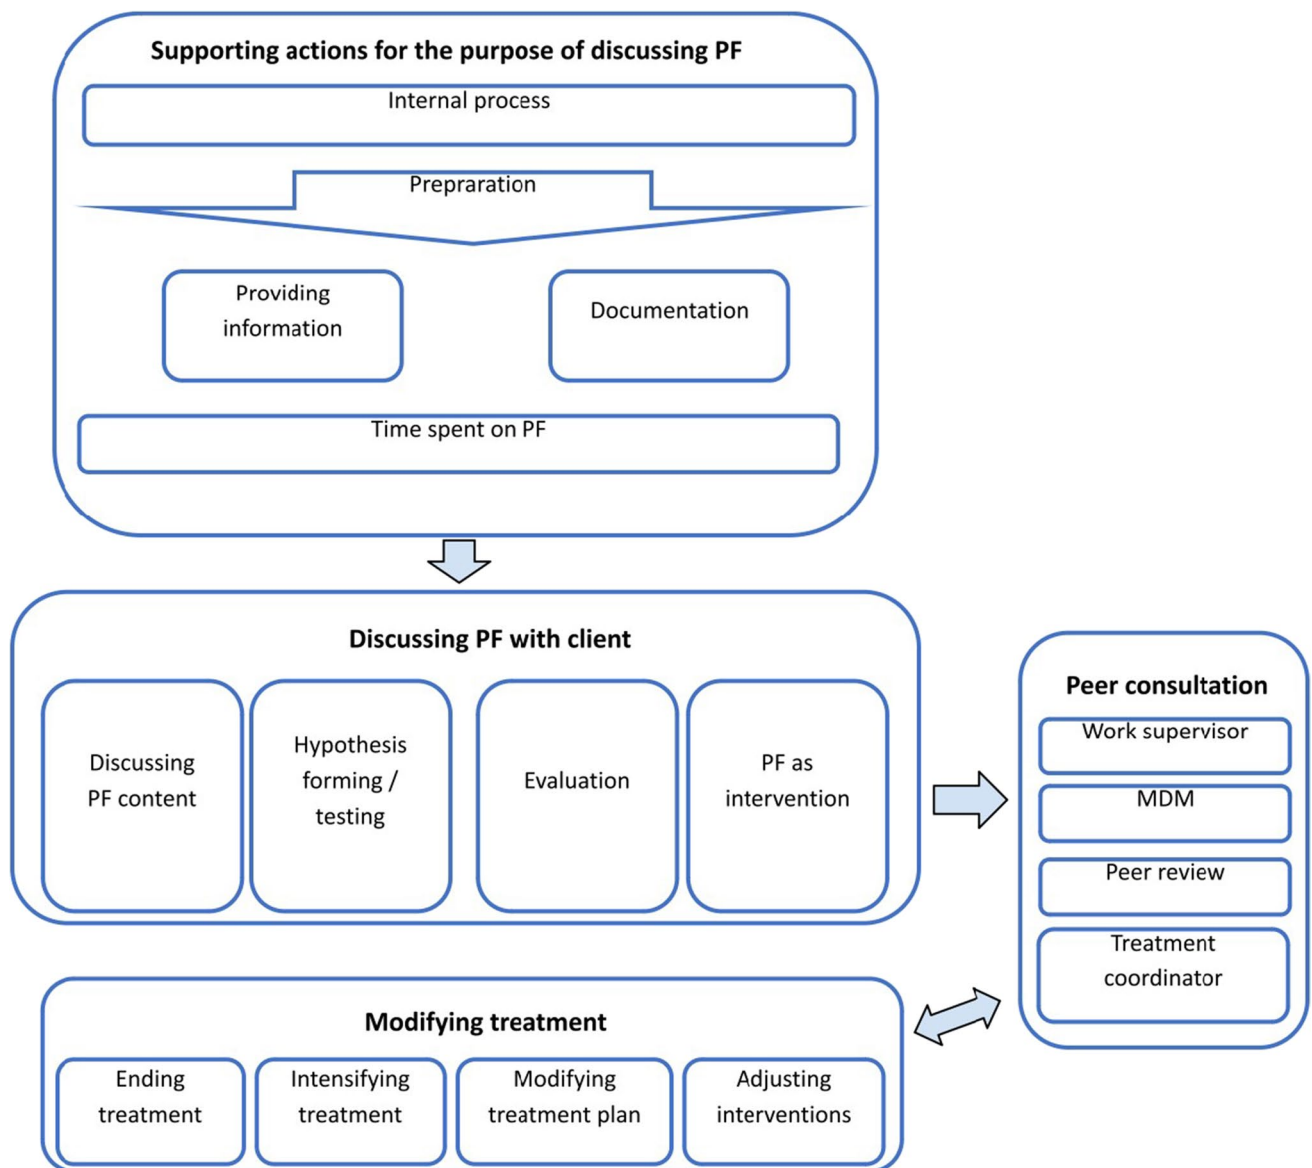 Supporting actions for the purpose of discussing PF
Internal process
Prepraration
Providing
information
Documentation
Time spent on PF
Discussing PF with client
Discussing
PF content
Hypothesis
forming /
testing
Evaluation
PF as
intervention
Peer consultation
Work supervisor
MDM
Peer review
Treatment
coordinator
Modifying treatment
Ending
treatment
Intensifying
treatment
Modifying
treatment plan
Adjusting
interventions